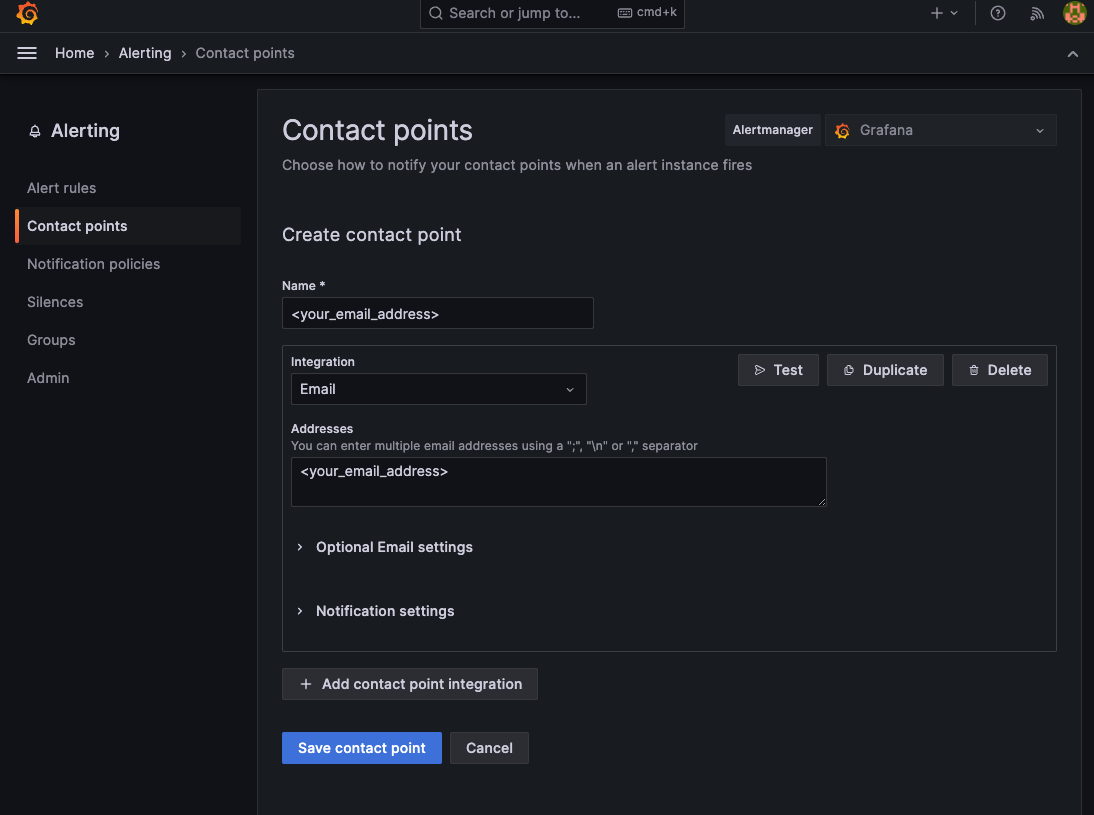 Search or jump to...
cmd+k
Home › Alerting › Contact points
Alerting
Alert rules
Contact points
Notification policies
Silences
Groups
Admin
Contact points
Alertmanager
Grafana
Choose how to notify your contact points when an alert instance fires
Create contact point
Name *
<your_email_address>
Integration
Email
Test
Duplicate
Delete
Addresses
You can enter multiple email addresses using a ";", "\n" or "," separator
<your_email_address>
Optional Email settings
Notification settings
Add contact point integration
Save contact point
Cancel